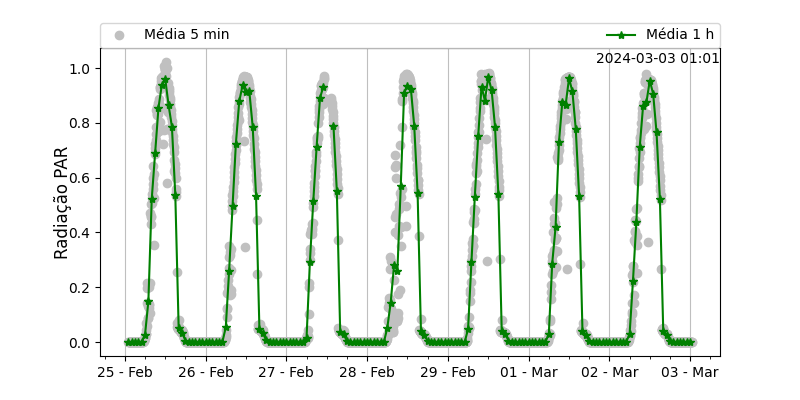 Média 5 min
Média 1 h
2024-03-03 01:01
Radiação PAR
1.0
0.8
0.6
0.4
0.2
0.0
25 - Feb
26 - Feb
27 - Feb
28 - Feb
29 - Feb
01 - Mar
02 - Mar
03 - Mar